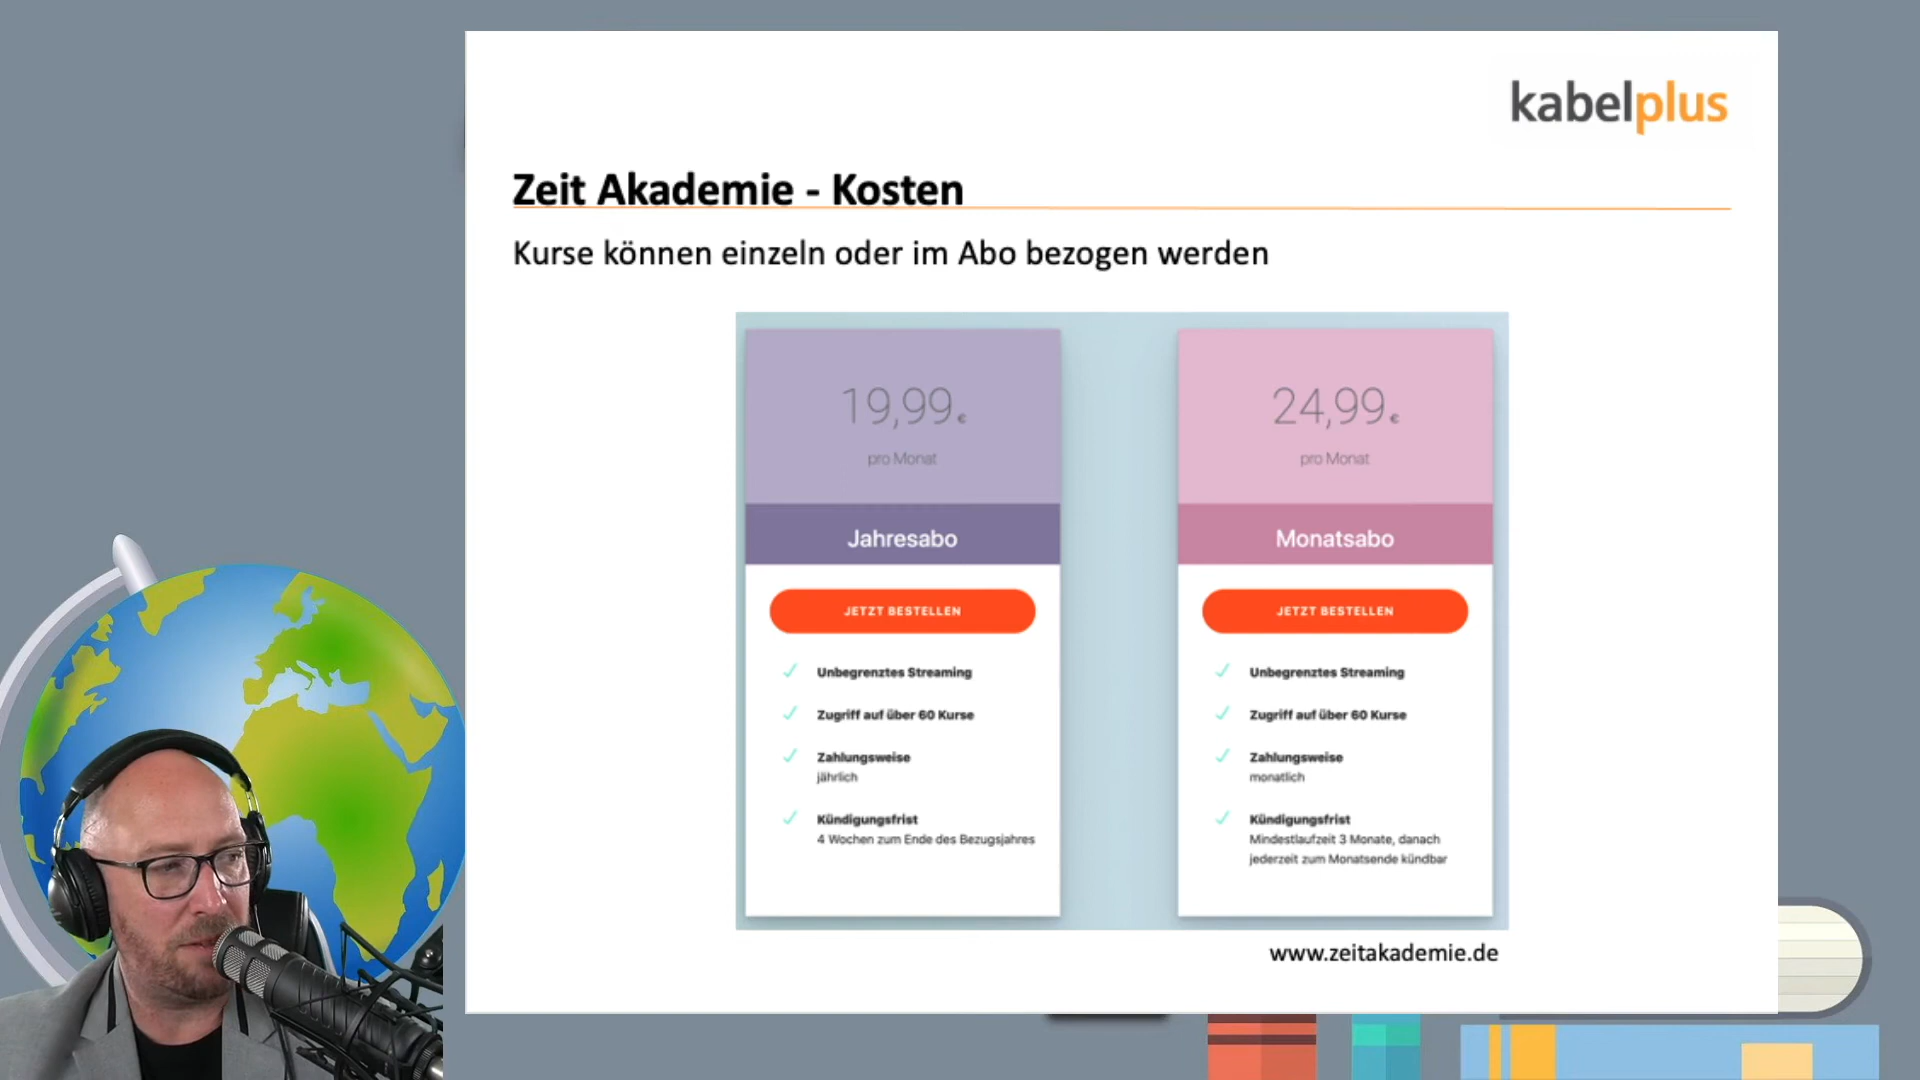 kabelplus
Zeit Akademie - Kosten
Kurse können einzeln oder im Abo bezogen werden
19,99 €
pro Monat
Jahresabo
JETZT BESTELLEN
Unbegrenztes Streaming
Zugriff auf über 60 Kurse
Zahlungsweise
jährlich
Kündigungsfrist
4 Wochen zum Ende des Bezugsjahres
24,99 €
pro Monat
Monatsabo
JETZT BESTELLEN
Unbegrenztes Streaming
Zugriff auf über 60 Kurse
Zahlungsweise
monatlich
Kündigungsfrist
Mindestlaufzeit 3 Monate, danach
jederzeit zum Monatsende kündbar
www.zeitakademie.de